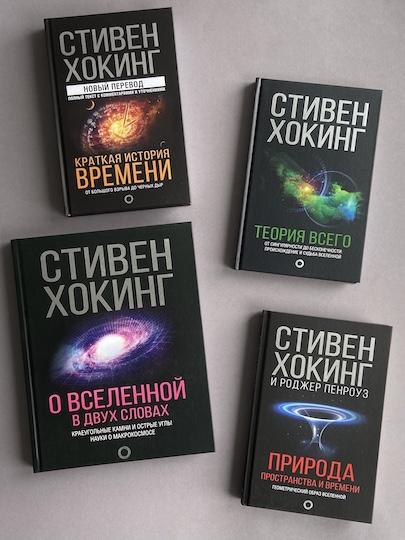 СТИВЕН
ХОКИНГ
НОВЫЙ ПЕРЕВОД
ПОЛНЫЙ ТЕКСТ С КОММЕНТАРИЯМИ И УТОЧНЕНИЯМИ
КРАТКАЯ ИСТОРИЯ
ВРЕМЕНИ
ОТ БОЛЬШОГО ВЗРЫВА ДО ЧЕРНЫХ ДЫР
СТИВЕН
ХОКИНГ
ТЕОРИЯ ВСЕГО
ОТ СИНГУЛЯРНОСТИ ДО БЕСКОНЕЧНОСТИ:
ПРОИСХОЖДЕНИЕ И СУДЬБА ВСЕЛЕННОЙ
СТИВЕН
ХОКИНГ
О ВСЕЛЕННОЙ
В ДВУХ СЛОВАХ
КРАЕУГОЛЬНЫЕ КАМНИ И ОСТРЫЕ УГЛЫ
НАУКИ О МАКРОКОСМОСЕ
СТИВЕН
ХОКИНГ
И РОДЖЕР ПЕНРОУЗ
ПРИРОДА
ПРОСТРАНСТВА И ВРЕМЕНИ
ГЕОМЕТРИЧЕСКИЙ ОБРАЗ ВСЕЛЕННОЙ